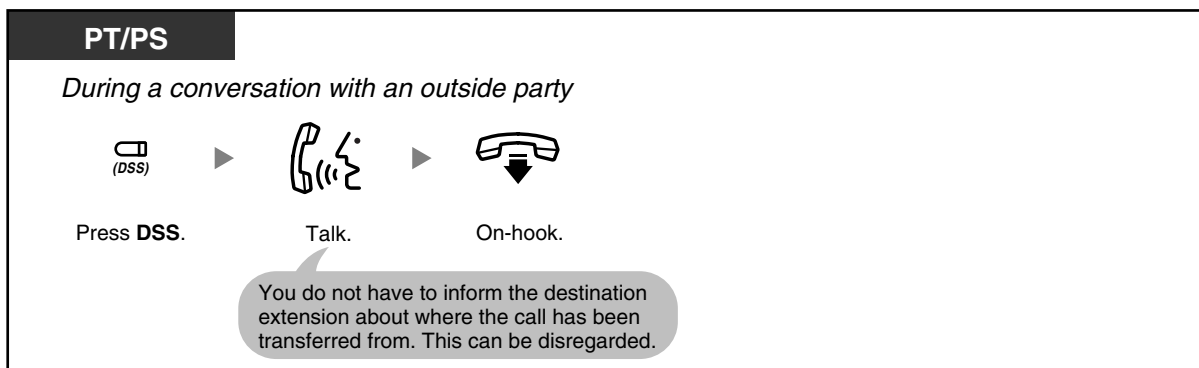 PT/PS
During a conversation with an outside party
(DSS)
Press DSS.
Talk.
On-hook.
You do not have to inform the destination
extension about where the call has been
transferred from. This can be disregarded.